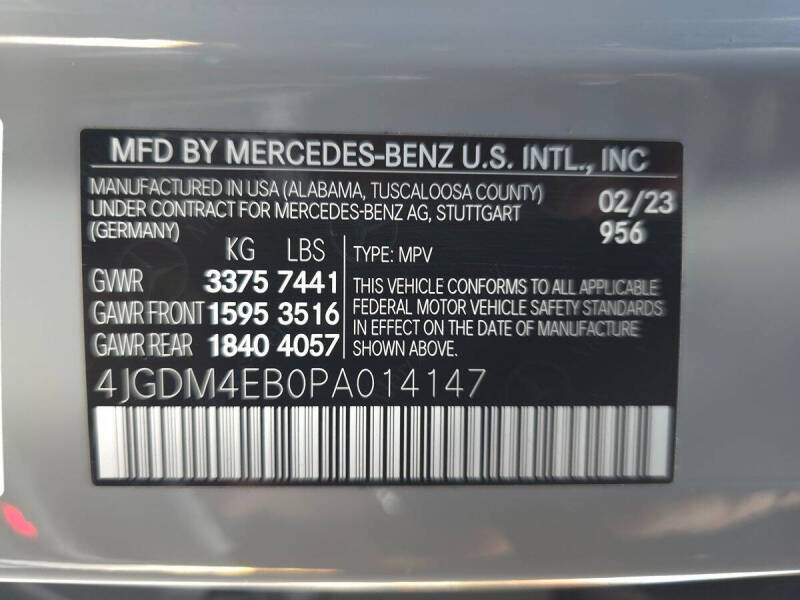 MFD BY MERCEDES-BENZ U.S. INTL., INC
MANUFACTURED IN USA (ALABAMA, TUSCALOOSA COUNTY) 02/23
UNDER CONTRACT FOR MERCEDES-BENZ AG, STUTTGART
(GERMANY) 956
KG LBS TYPE: MPV
GVWR 3375 7441
GAWR FRONT 1595 3516
GAWR REAR 1840 4057
THIS VEHICLE CONFORMS TO ALL APPLICABLE
FEDERAL MOTOR VEHICLE SAFETY STANDARDS
IN EFFECT ON THE DATE OF MANUFACTURE
SHOWN ABOVE.
4JGDM4EB0PA014147